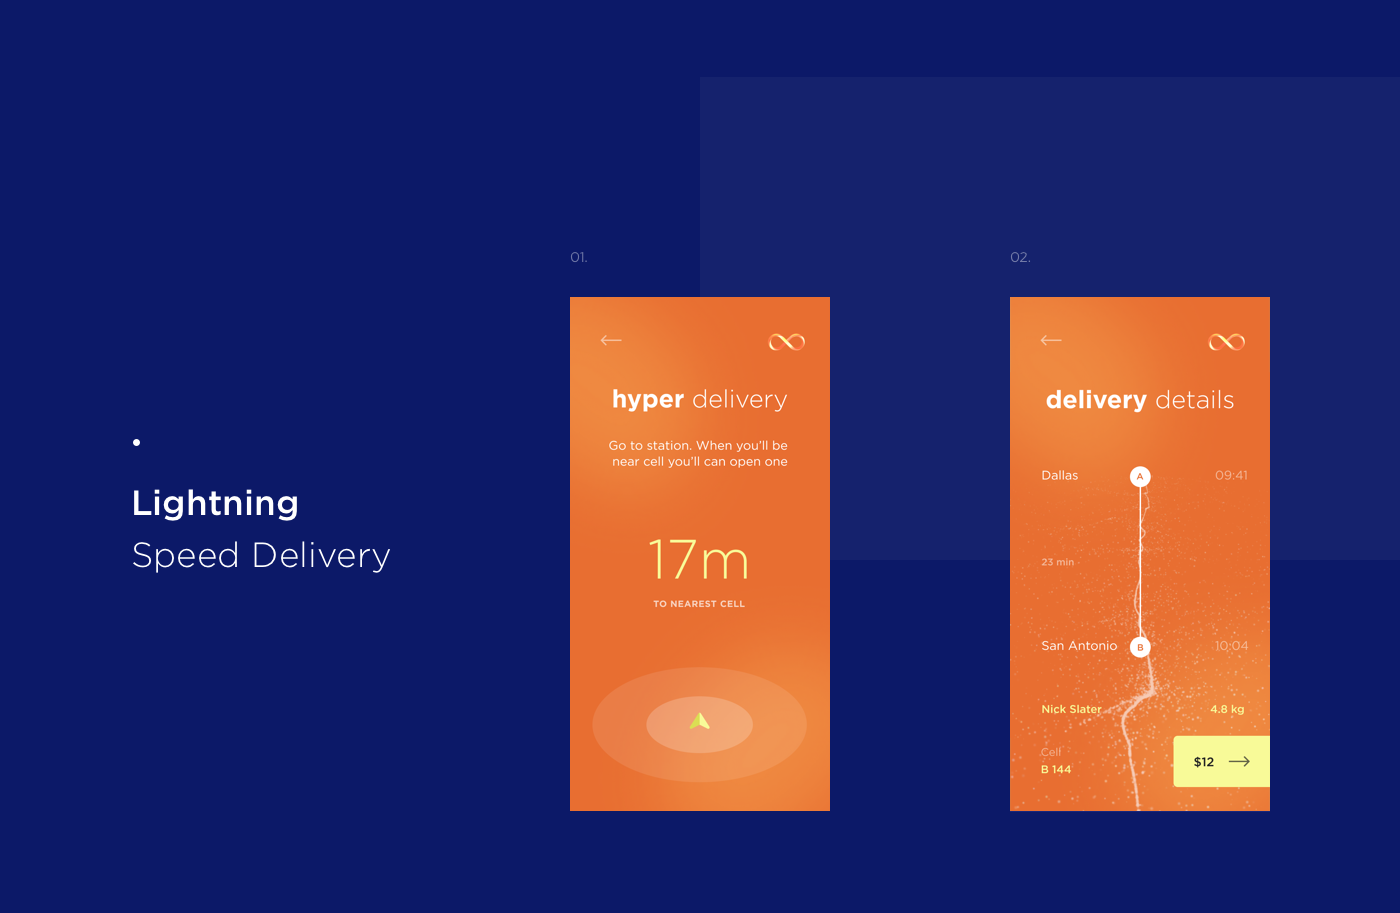 Lightning
Speed Delivery
01.
hyper delivery
Go to station. When you'll be
near cell you'll can open one
17m
TO NEAREST CELL
02.
delivery details
Dallas A 09:41
23 min
San Antonio B 10:04
Nick Slater 4.8 kg
Cell
B 144
$12